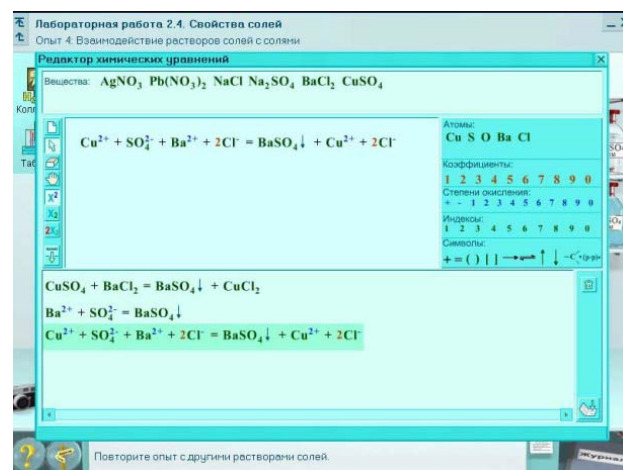 Лабораторная работа 2.4. Свойства солей
Опыт 4: Взаимодействие растворов солей с солями
Редактор химических уравнений
Вещества: AgNO₃ Pb(NO₃)₂ NaCl Na₂SO₄ BaCl₂ CuSO₄
Cu²⁺ + SO₄²⁻ + Ba²⁺ + 2Cl⁻ = BaSO₄↓ + Cu²⁺ + 2Cl⁻
Атомы:
Cu S O Ba Cl
Коэффициенты:
1 2 3 4 5 6 7 8 9 0
Степени окисления:
+ - 1 2 3 4 5 6 7 8 9 0
Индексы:
1 2 3 4 5 6 7 8 9 0
Символы:
+ = ( ) | | → ⇌ ↑ ↓
X²
X₂
CuSO₄ + BaCl₂ = BaSO₄↓ + CuCl₂
Ba²⁺ + SO₄²⁻ = BaSO₄↓
Cu²⁺ + SO₄²⁻ + Ba²⁺ + 2Cl⁻ = BaSO₄↓ + Cu²⁺ + 2Cl⁻
Повторите опыт с другими растворами солей.